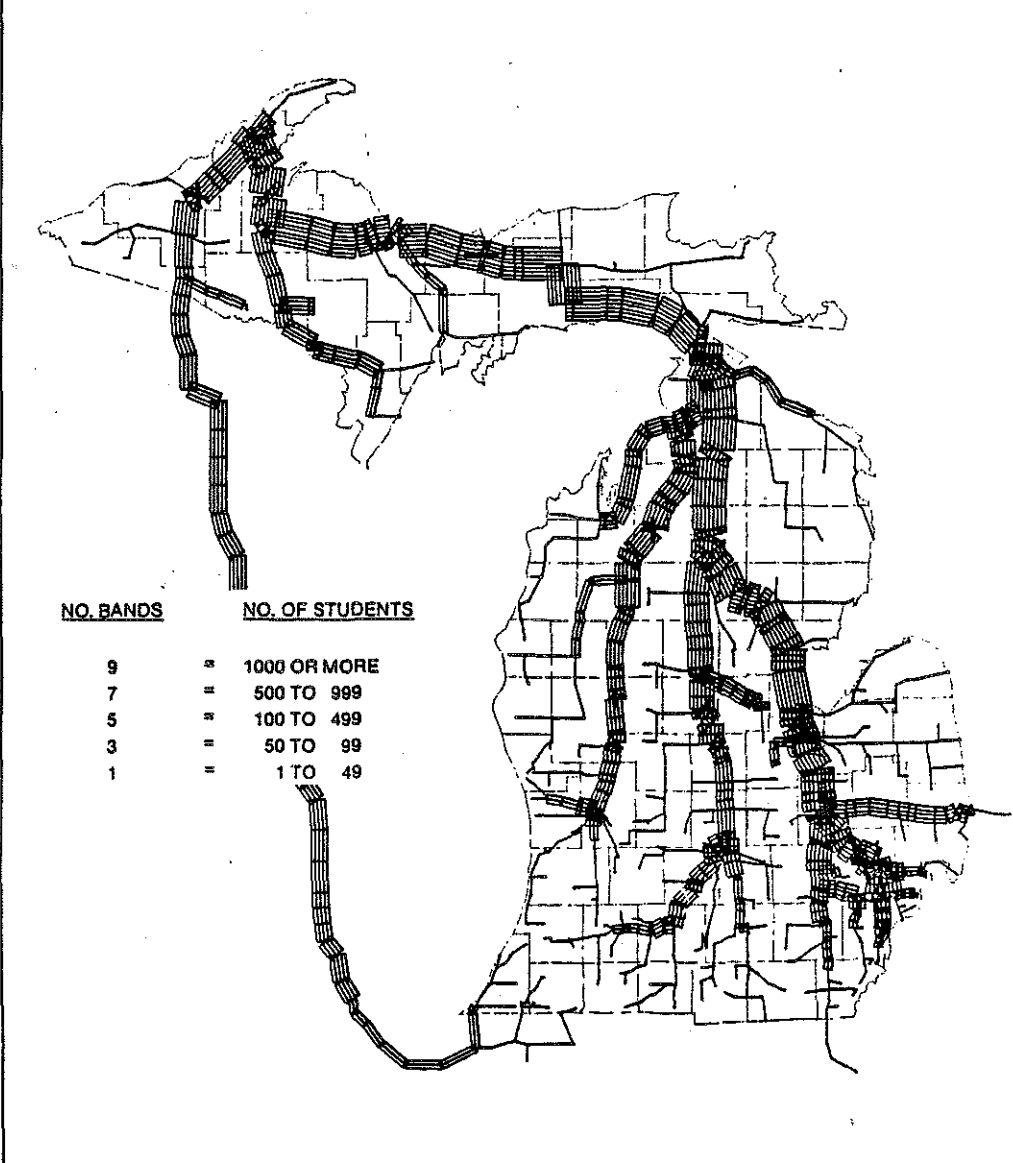 NO. BANDS NO. OF STUDENTS
9 = 1000 OR MORE
7 = 500 TO 999
5 = 100 TO 499
3 = 50 TO 99
1 = 1 TO 49